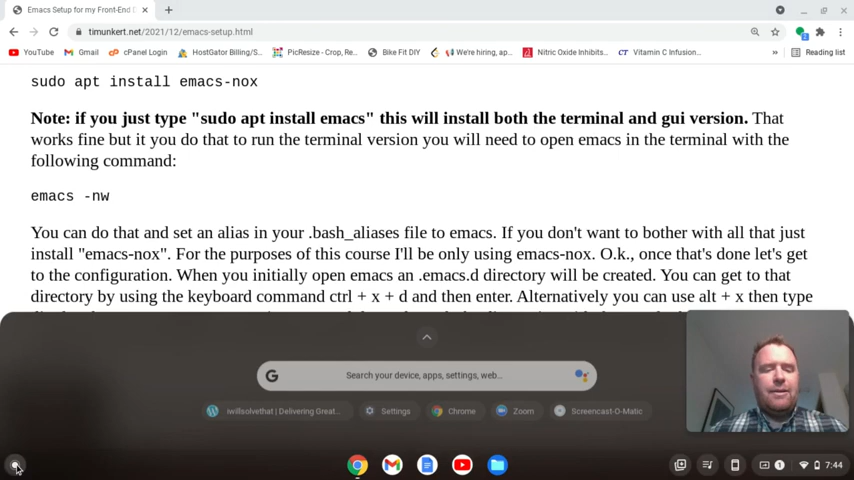 Emacs Setup for my Front-End D
timunkert.net/2021/12/emacs-setup.html
YouTube
Gmail
cPanel Login
HostGator Billing/S...
PicResize - Crop, Re...
Bike Fit DIY
We're hiring, ap...
Nitric Oxide Inhibits...
CT Vitamin C Infusion...
»
Reading list
sudo apt install emacs-nox
Note: if you just type "sudo apt install emacs" this will install both the terminal and gui version. That
works fine but it you do that to run the terminal version you will need to open emacs in the terminal with the
following command:
emacs -nw
You can do that and set an alias in your .bash_aliases file to emacs. If you don't want to bother with all that just
install "emacs-nox". For the purposes of this course I'll be only using emacs-nox. O.k., once that's done let's get
to the configuration. When you initially open emacs an .emacs.d directory will be created. You can get to that
directory by using the keyboard command ctrl + x + d and then enter. Alternatively you can use alt + x then type
Search your device, apps, settings, web...
iwillsolvethat | Delivering Great...
Settings
Chrome
Zoom
Screencast-O-Matic
1
7:44